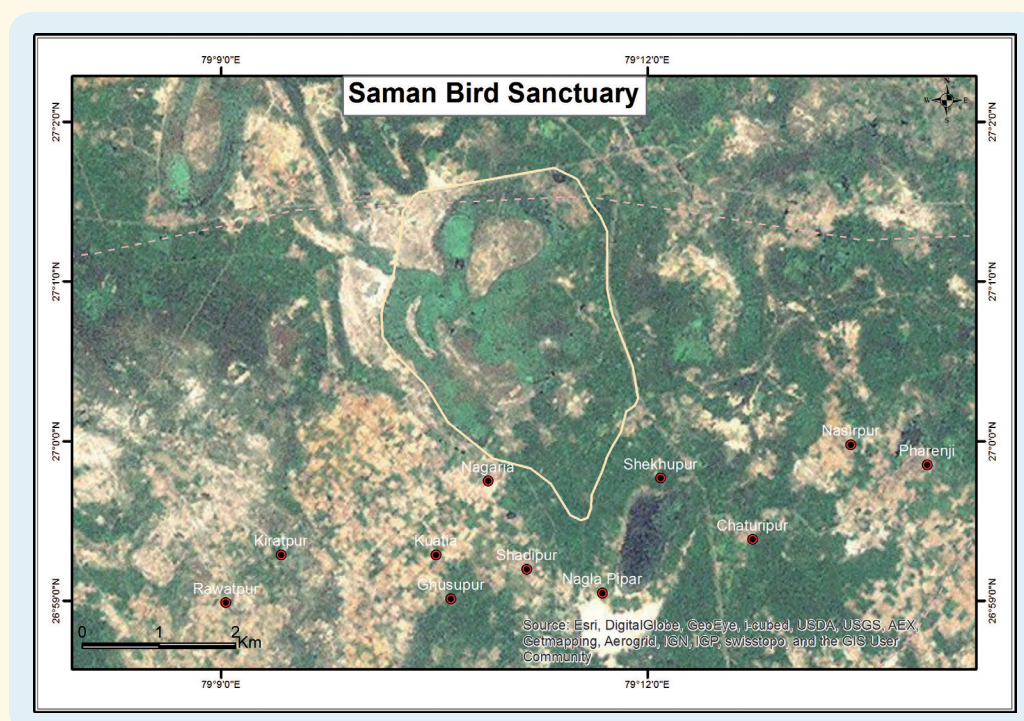 79°9'0"E
79°12'0"E
Saman Bird Sanctuary
N
W E
S
27°2'0"N
27°2'0"N
27°1'0"N
27°1'0"N
27°0'0"N
27°0'0"N
Nasirpur
Pharenji
Nagaria
Shekhupur
Chaturipur
Kiratpur
Kuatia
Shadipur
Rawatpur
Ghusupur
Nagla Pipar
26°59'0"N
26°59'0"N
0 1 2
Km
Source: Esri, DigitalGlobe, GeoEye, i-cubed, USDA, USGS, AEX,
Getmapping, Aerogrid, IGN, IGP, swisstopo, and the GIS User
Community
79°9'0"E
79°12'0"E